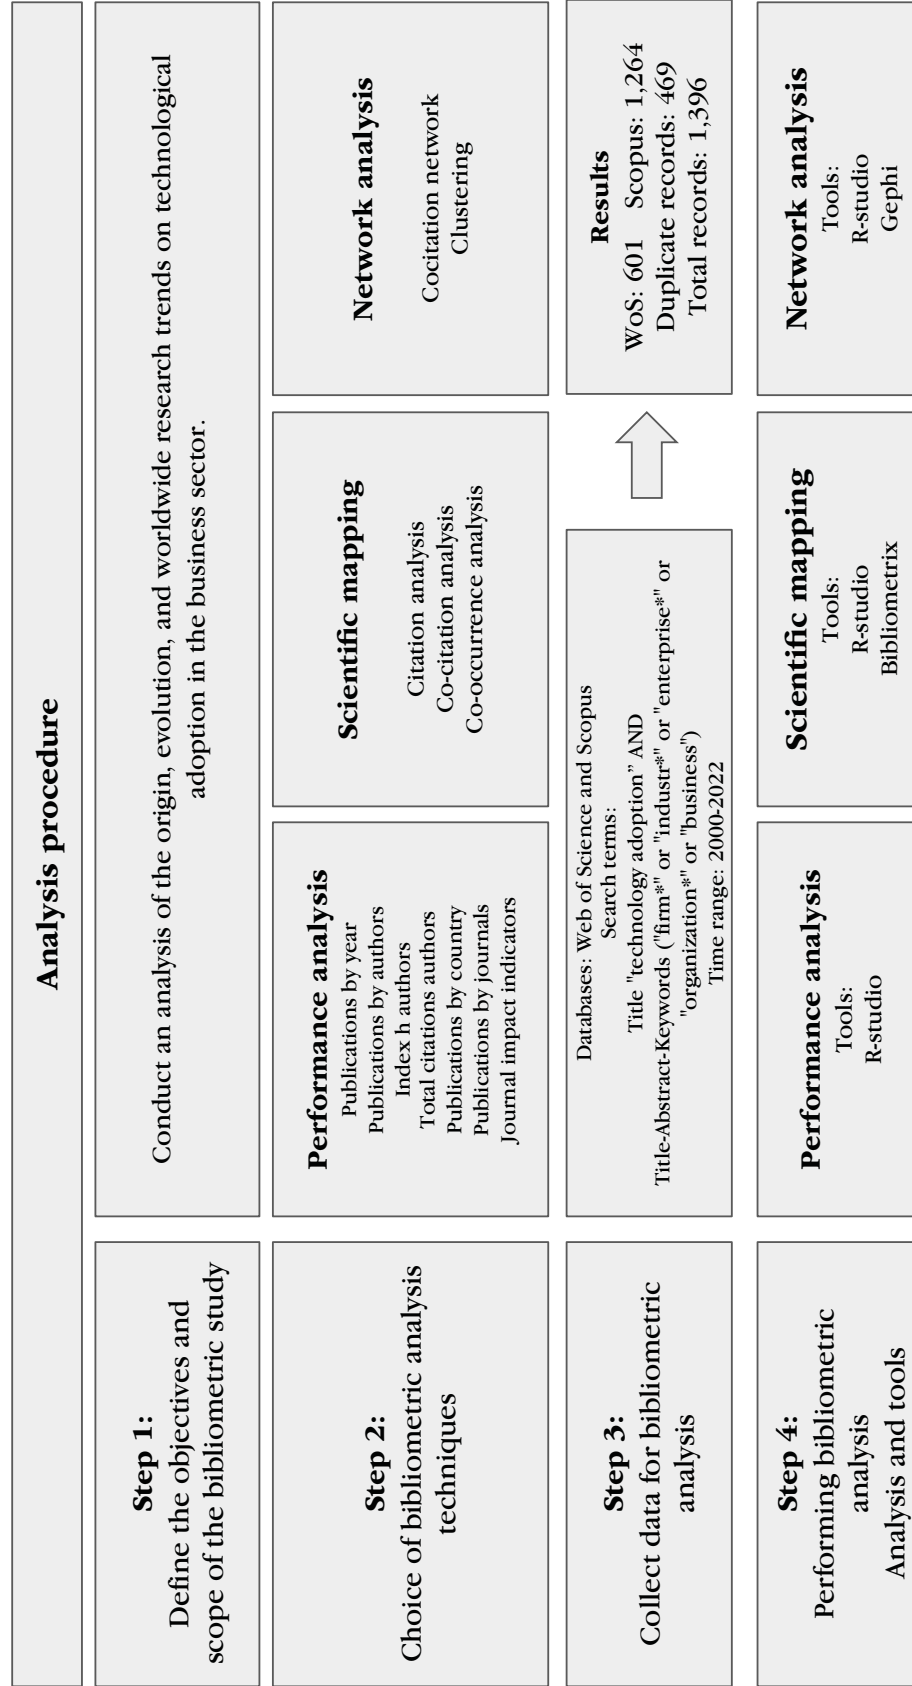 Analysis procedure
Step 1:
Define the objectives and
scope of the bibliometric study
Conduct an analysis of the origin, evolution, and worldwide research trends on technological
adoption in the business sector.
Step 2:
Choice of bibliometric analysis
techniques
Performance analysis
Publications by year
Publications by authors
Index h authors
Total citations authors
Publications by country
Publications by journals
Journal impact indicators
Scientific mapping
Citation analysis
Co-citation analysis
Co-occurrence analysis
Network analysis
Cocitation network
Clustering
Step 3:
Collect data for bibliometric
analysis
Databases: Web of Science and Scopus
Search terms:
Title "technology adoption” AND
Title-Abstract-Keywords ("firm*" or "industr*" or "enterprise*" or
"organization*" or "business")
Time range: 2000-2022
Results
WoS: 601 Scopus: 1,264
Duplicate records: 469
Total records: 1,396
Step 4:
Performing bibliometric
analysis
Analysis and tools
Performance analysis
Tools:
R-studio
Scientific mapping
Tools:
R-studio
Bibliometrix
Network analysis
Tools:
R-studio
Gephi